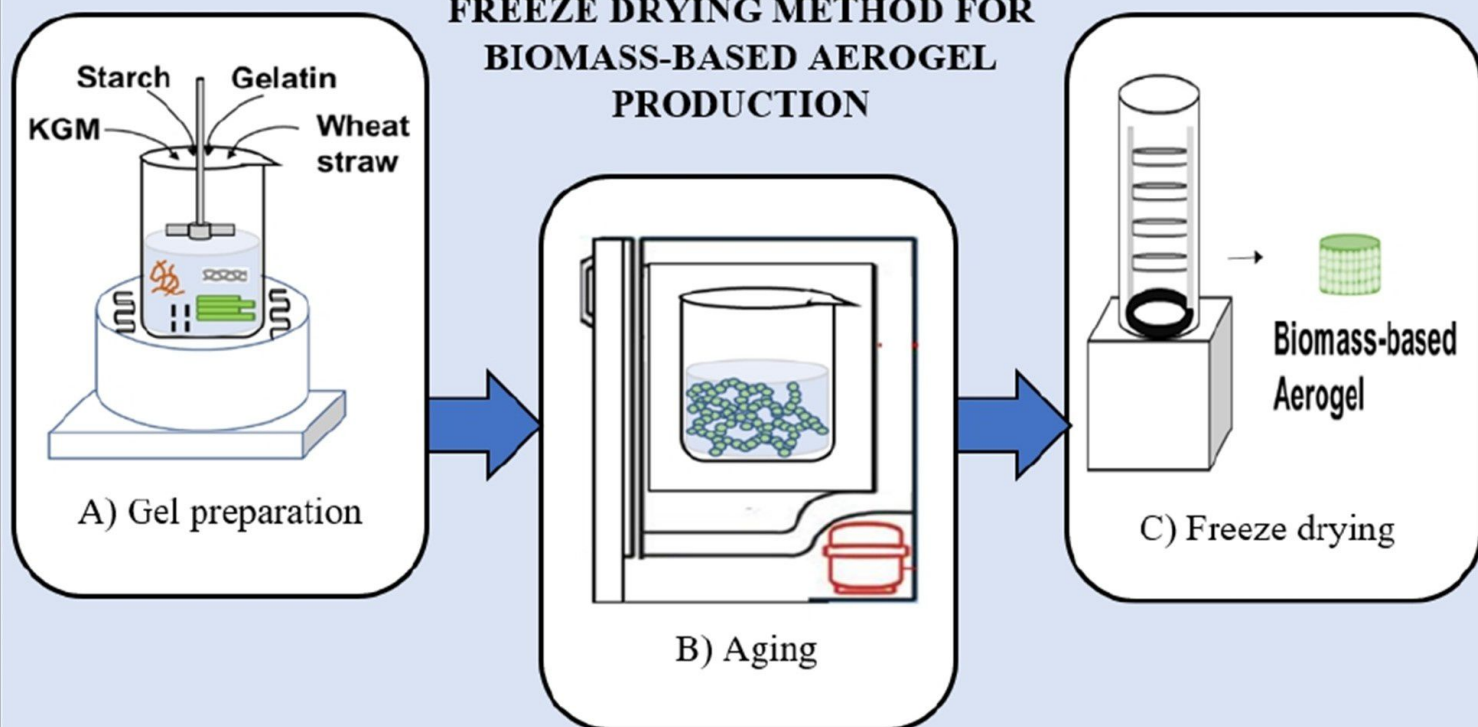 FREEZE DRYING METHOD FOR
BIOMASS-BASED AEROGEL
PRODUCTION
Starch
Gelatin
KGM
Wheat
straw
A) Gel preparation
B) Aging
Biomass-based
Aerogel
C) Freeze drying